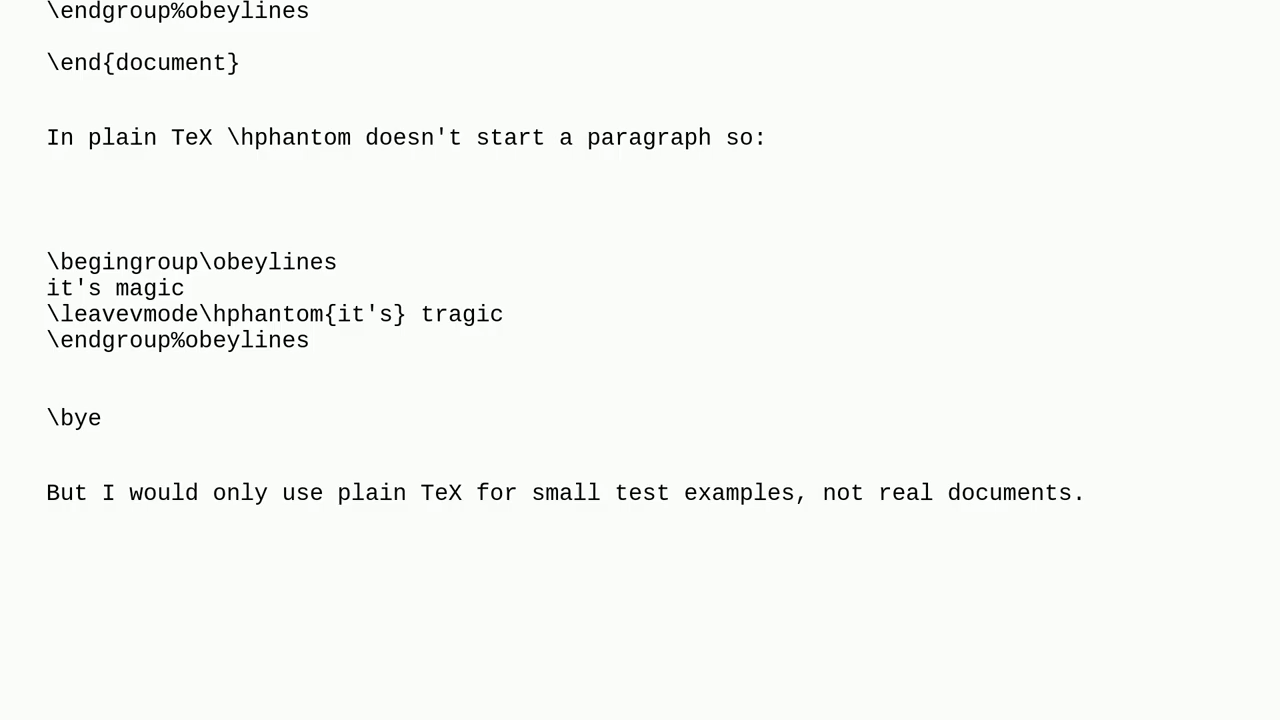 \endgroup%obeylines
\end{document}
In plain TeX \hphantom doesn't start a paragraph so:
\begingroup\obeylines
it's magic
\leavevmode\hphantom{it's} tragic
\endgroup%obeylines
\bye
But I would only use plain TeX for small test examples, not real documents.